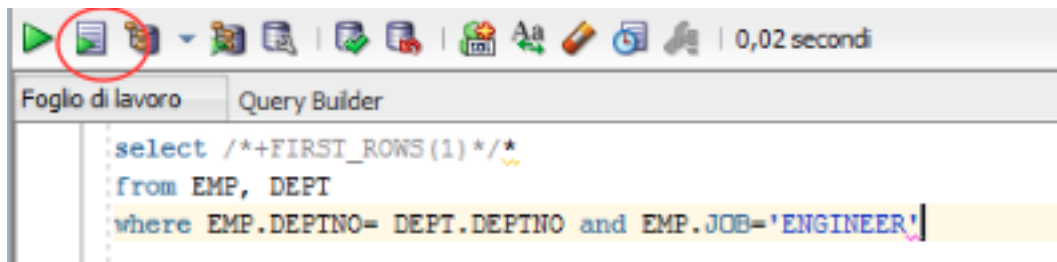 0,02 secondi
Foglio di lavoro Query Builder
select /*+FIRST_ROWS(1)*/*
from EMP, DEPT
where EMP.DEPTNO= DEPT.DEPTNO and EMP.JOB='ENGINEER'